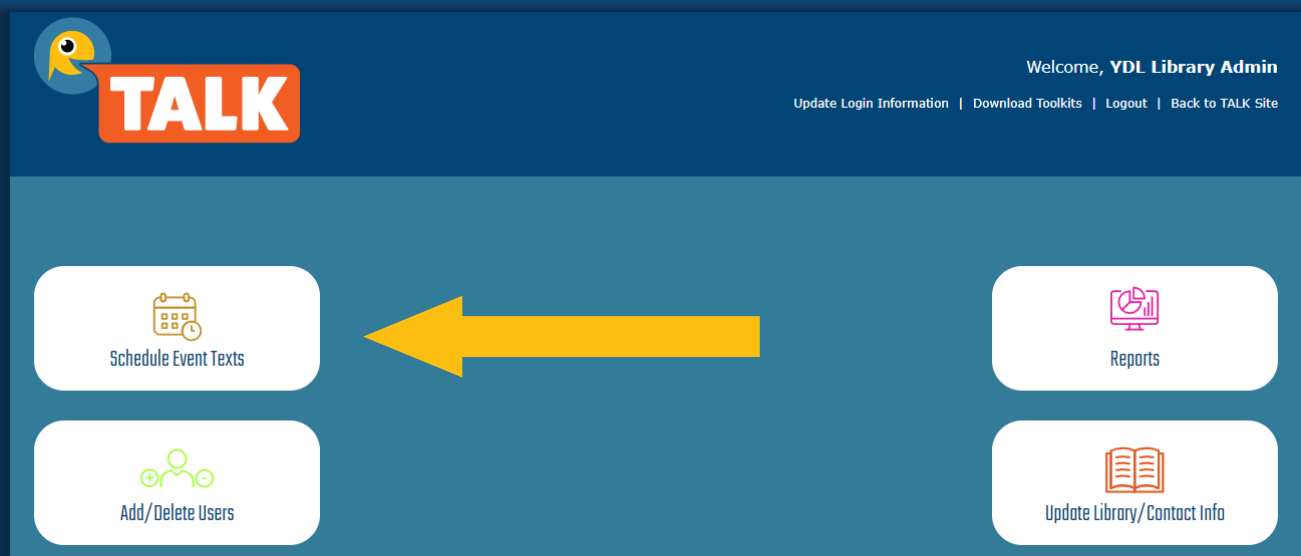 TALK
Welcome, YDL Library Admin
Update Login Information | Download Toolkits | Logout | Back to TALK Site
Schedule Event Texts
Reports
Add/Delete Users
Update Library/Contact Info